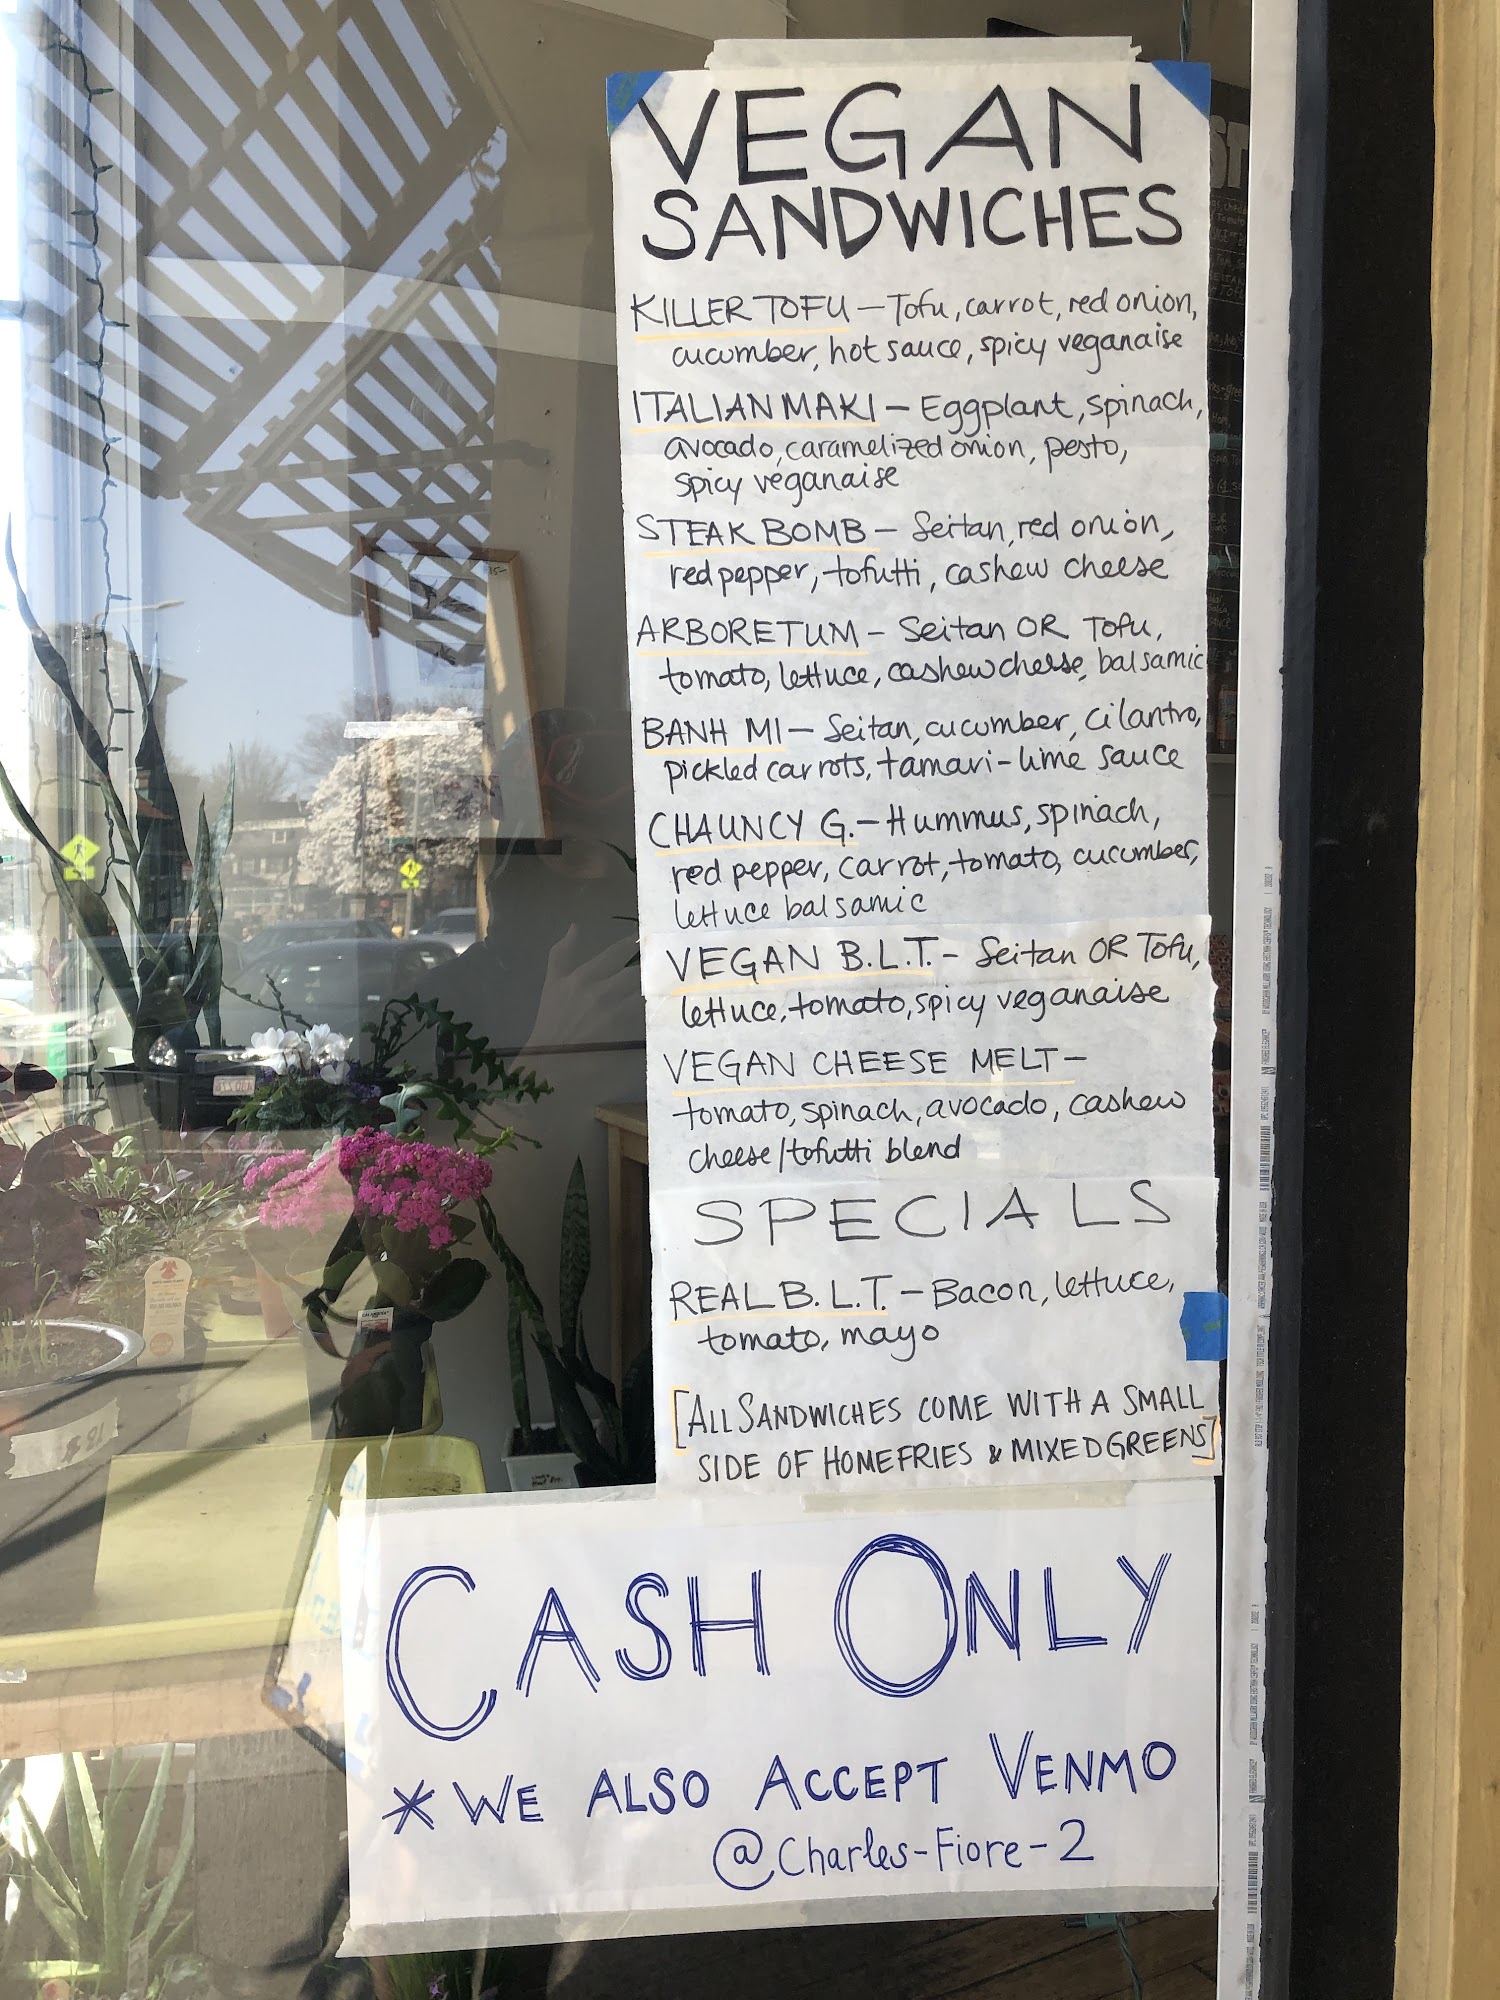 VEGAN
SANDWICHES
KILLER TOFU — Tofu, carrot, red onion,
cucumber, hot sauce, spicy veganaise
ITALIAN MAKI — Eggplant, spinach,
avocado, caramelized onion, pesto,
spicy veganaise
STEAK BOMB — Seitan, red onion,
red pepper, tofutti, cashew cheese
ARBORETUM — Seitan OR Tofu,
tomato, lettuce, cashew cheese, balsamic
BANH MI — Seitan, cucumber, cilantro,
pickled carrots, tamari-lime sauce
CHAUNCY G. — Hummus, spinach,
red pepper, carrot, tomato, cucumber,
lettuce balsamic
VEGAN B.L.T. — Seitan OR Tofu,
lettuce, tomato, spicy veganaise
VEGAN CHEESE MELT —
tomato, spinach, avocado, cashew
cheese/tofutti blend
SPECIALS
REAL B.L.T. — Bacon, lettuce,
tomato, mayo
[ALL SANDWICHES COME WITH A SMALL
SIDE OF HOMEFRIES & MIXED GREENS]
CASH ONLY
* WE ALSO ACCEPT VENMO
@Charles-Fiore-2